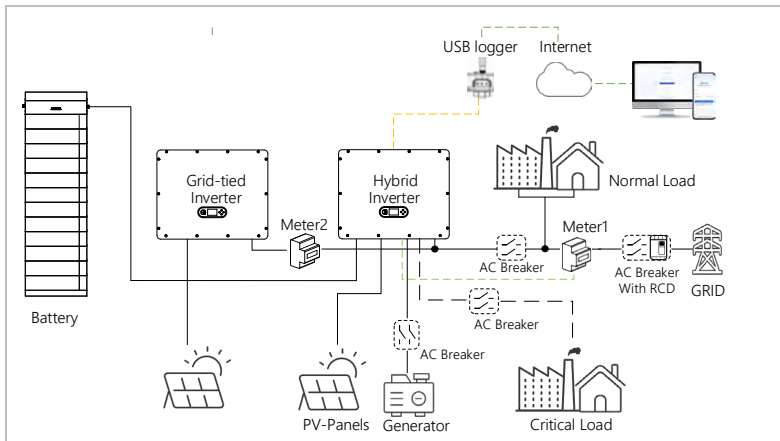 USB logger
Internet
Grid-tied
Inverter
Hybrid
Inverter
Normal Load
Meter2
Meter1
AC Breaker
AC Breaker
With RCD
GRID
Battery
AC Breaker
AC Breaker
PV-Panels
Generator
Critical Load